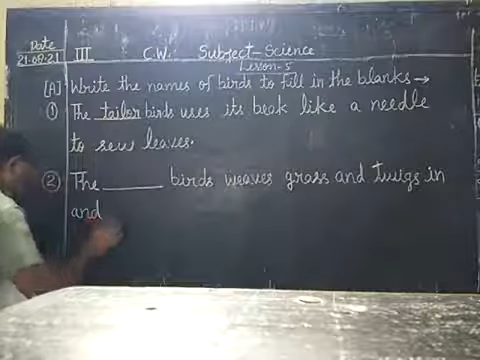 Date
21.08.21 III C.W. Subject-Science
Lesson-5
[A] Write the names of birds to fill in the blanks →
① The tailor birds uses its beak like a needle
to sew leaves.
② The ______ birds weaves grass and twigs in
and